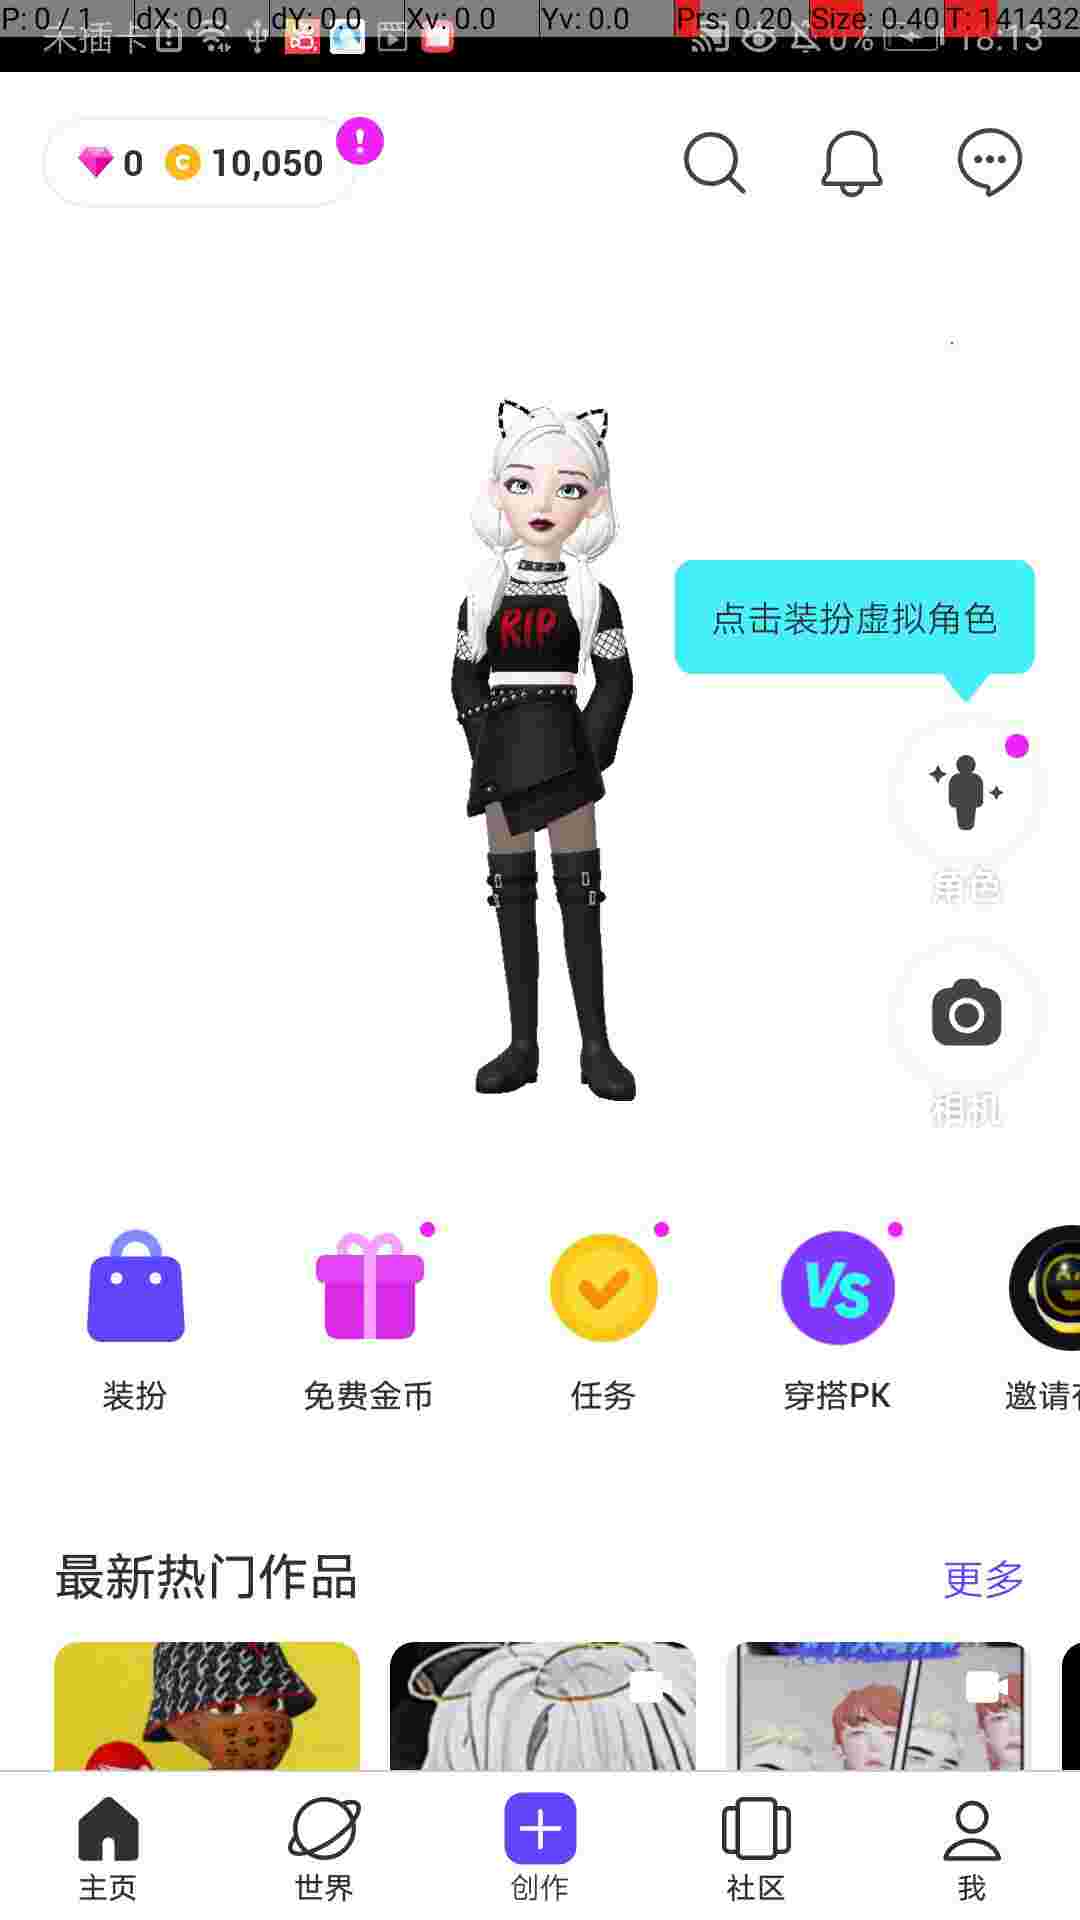 P: 0 / 1 dX: 0.0 dY: 0.0 Xv: 0.0 Yv: 0.0 Prs: 0.20 Size: 0.40 T: 141432
未插卡 0% 18:13
0 C 10,050 !
RIP
点击装扮虚拟角色
角色
相机
VS
装扮 免费金币 任务 穿搭PK 邀请
最新热门作品 更多
主页 世界 创作 社区 我